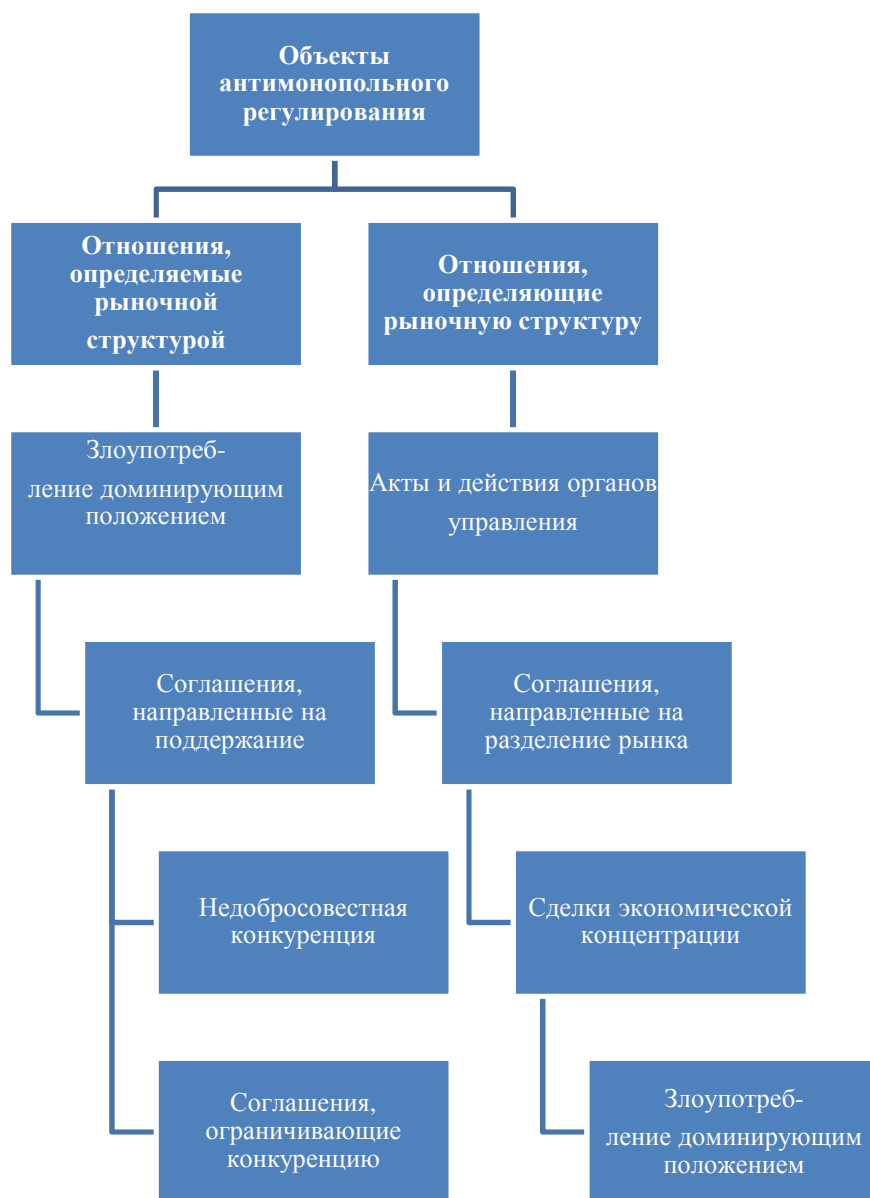 Объекты
антимонопольного
регулирования
Отношения,
определяемые
рыночной
структурой
Отношения,
определяющие
рыночную структуру
Злоупотреб-
ление доминирующим
положением
Акты и действия органов
управления
Соглашения,
направленные на
поддержание
Соглашения,
направленные на
разделение рынка
Недобросовестная
конкуренция
Сделки экономической
концентрации
Соглашения,
ограничивающие
конкуренцию
Злоупотреб-
ление доминирующим
положением